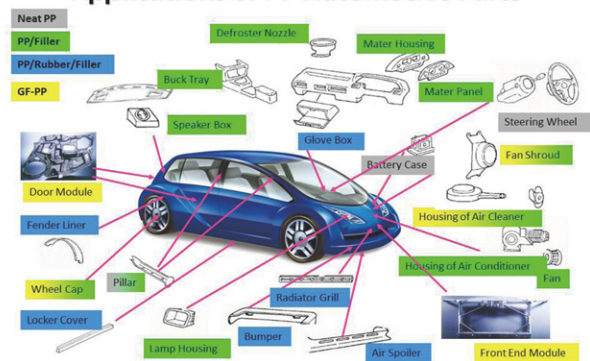 Neat PP
PP/Filler
PP/Rubber/Filler
GF-PP
Defroster Nozzle
Mater Housing
Buck Tray
Mater Panel
Speaker Box
Glove Box
Steering Wheel
Battery Case
Fan Shroud
Door Module
Housing of Air Cleaner
Fender Liner
Housing of Air Conditioner
Fan
Wheel Cap
Pillar
Radiator Grill
Locker Cover
Lamp Housing
Bumper
Air Spoiler
Front End Module